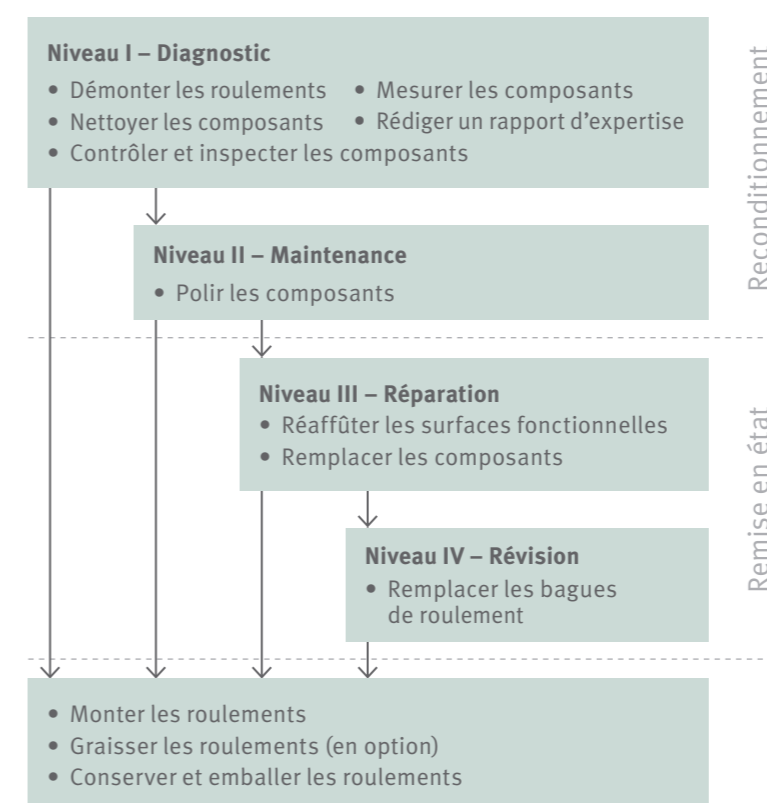 Niveau I – Diagnostic
• Démonter les roulements
• Mesurer les composants
• Nettoyer les composants
• Rédiger un rapport d’expertise
• Contrôler et inspecter les composants
Reconditionnement
Niveau II – Maintenance
• Polir les composants
Niveau III – Réparation
• Réaffûter les surfaces fonctionnelles
• Remplacer les composants
Remise en état
Niveau IV – Révision
• Remplacer les bagues
de roulement
• Monter les roulements
• Graisser les roulements (en option)
• Conserver et emballer les roulements